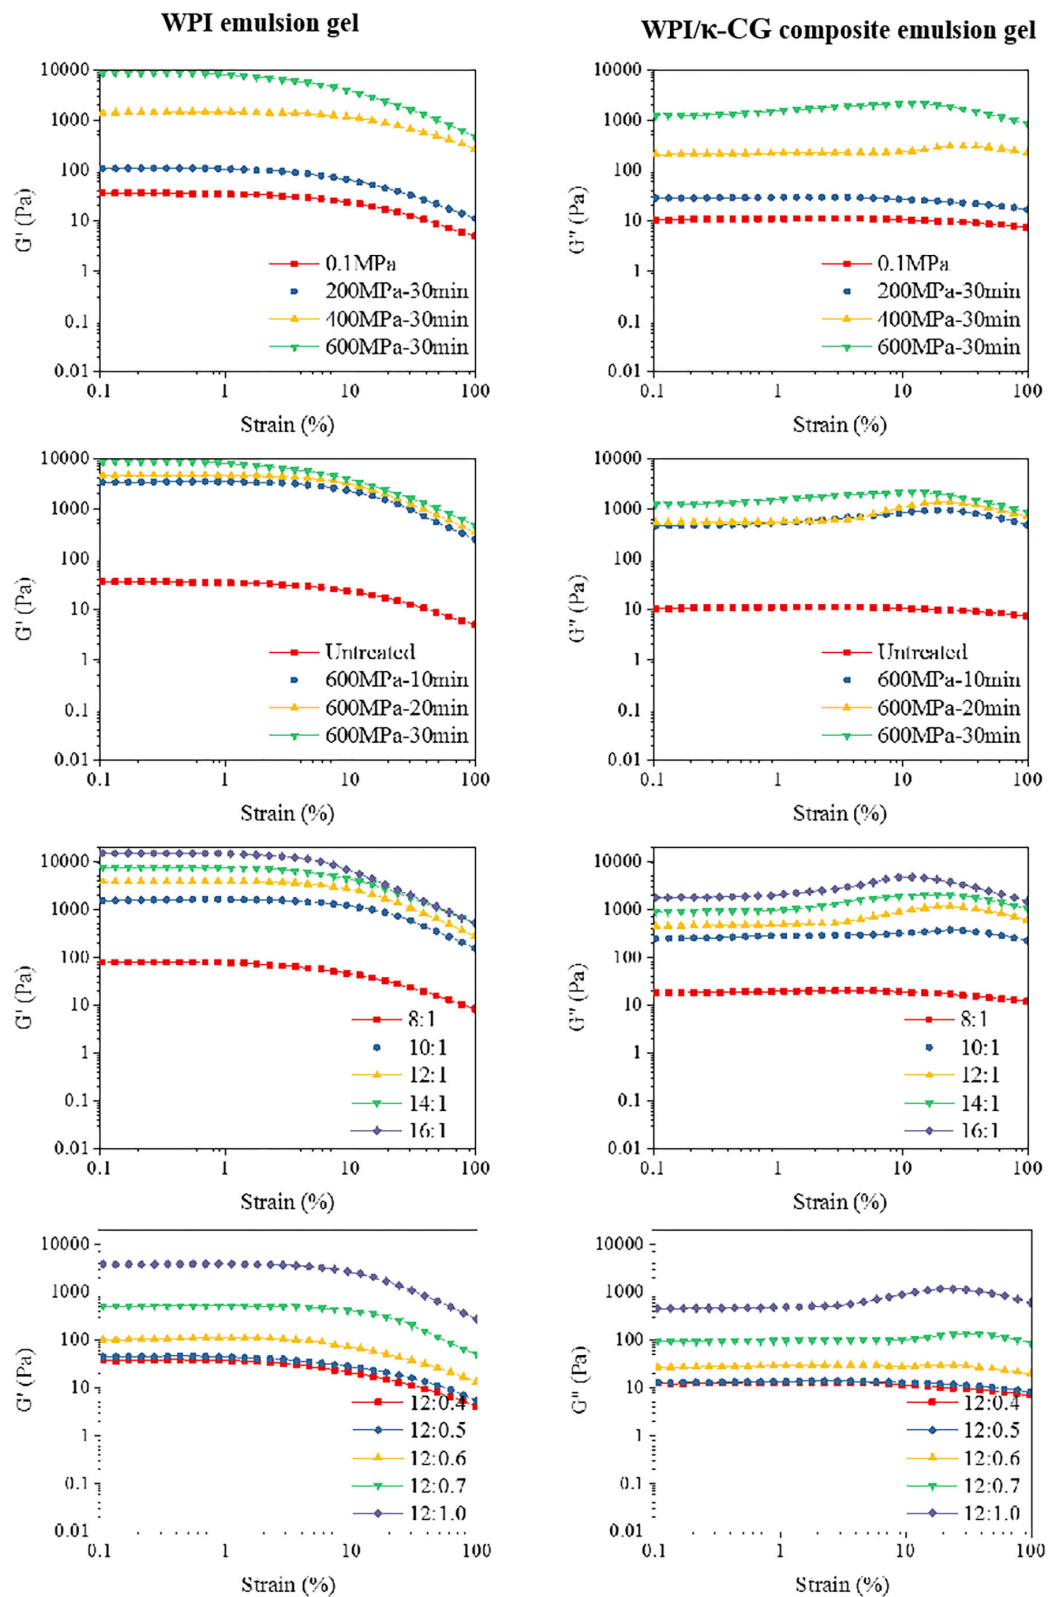 WPI emulsion gel
WPI/κ-CG composite emulsion gel
10000
1000
100
10
1
0.1
0.01
G' (Pa)
0.1MPa
200MPa-30min
400MPa-30min
600MPa-30min
0.1 1 10 100
Strain (%)
10000
1000
100
10
1
0.1
0.01
G'' (Pa)
0.1MPa
200MPa-30min
400MPa-30min
600MPa-30min
0.1 1 10 100
Strain (%)
10000
1000
100
10
1
0.1
0.01
G' (Pa)
Untreated
600MPa-10min
600MPa-20min
600MPa-30min
0.1 1 10 100
Strain (%)
10000
1000
100
10
1
0.1
0.01
G'' (Pa)
Untreated
600MPa-10min
600MPa-20min
600MPa-30min
0.1 1 10 100
Strain (%)
10000
1000
100
10
1
0.1
0.01
G' (Pa)
8:1
10:1
12:1
14:1
16:1
0.1 1 10 100
Strain (%)
10000
1000
100
10
1
0.1
0.01
G'' (Pa)
8:1
10:1
12:1
14:1
16:1
0.1 1 10 100
Strain (%)
10000
1000
100
10
1
0.1
0.01
G' (Pa)
12:0.4
12:0.5
12:0.6
12:0.7
12:1.0
0.1 1 10 100
Strain (%)
10000
1000
100
10
1
0.1
0.01
G'' (Pa)
12:0.4
12:0.5
12:0.6
12:0.7
12:1.0
0.1 1 10 100
Strain (%)